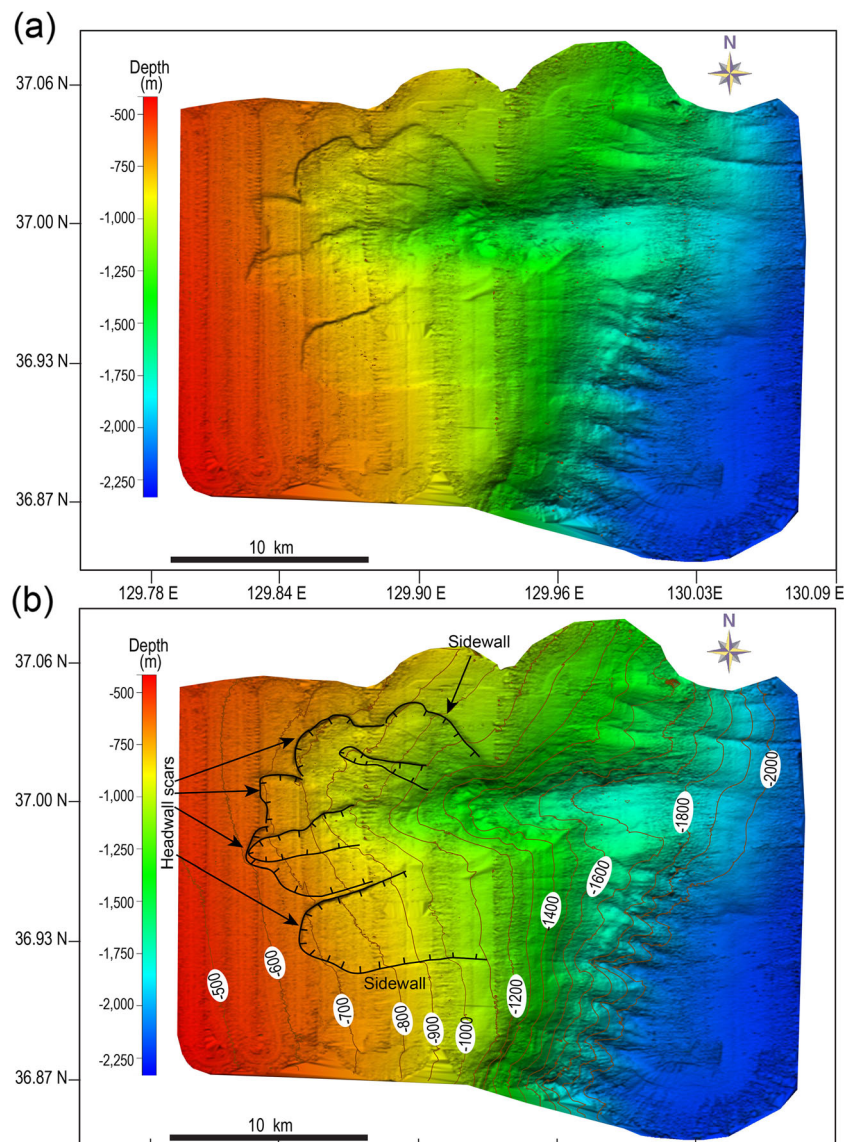 (a)
N
Depth
(m)
37.06 N
-500
-750
-1,000
37.00 N
-1,250
-1,500
36.93 N
-1,750
-2,000
-2,250
36.87 N
10 km
129.78 E 129.84 E 129.90 E 129.96 E 130.03 E 130.09 E
(b)
N
Sidewall
Depth
(m)
37.06 N
-500
-750
-1,000
37.00 N
-1,250
-1,500
36.93 N
-1,750
-2,000
-2,250
36.87 N
Headwall scars
-2000
-1800
-1600
1400
-1200
-1000
-900
-800
-700
-600
-500
Sidewall
10 km